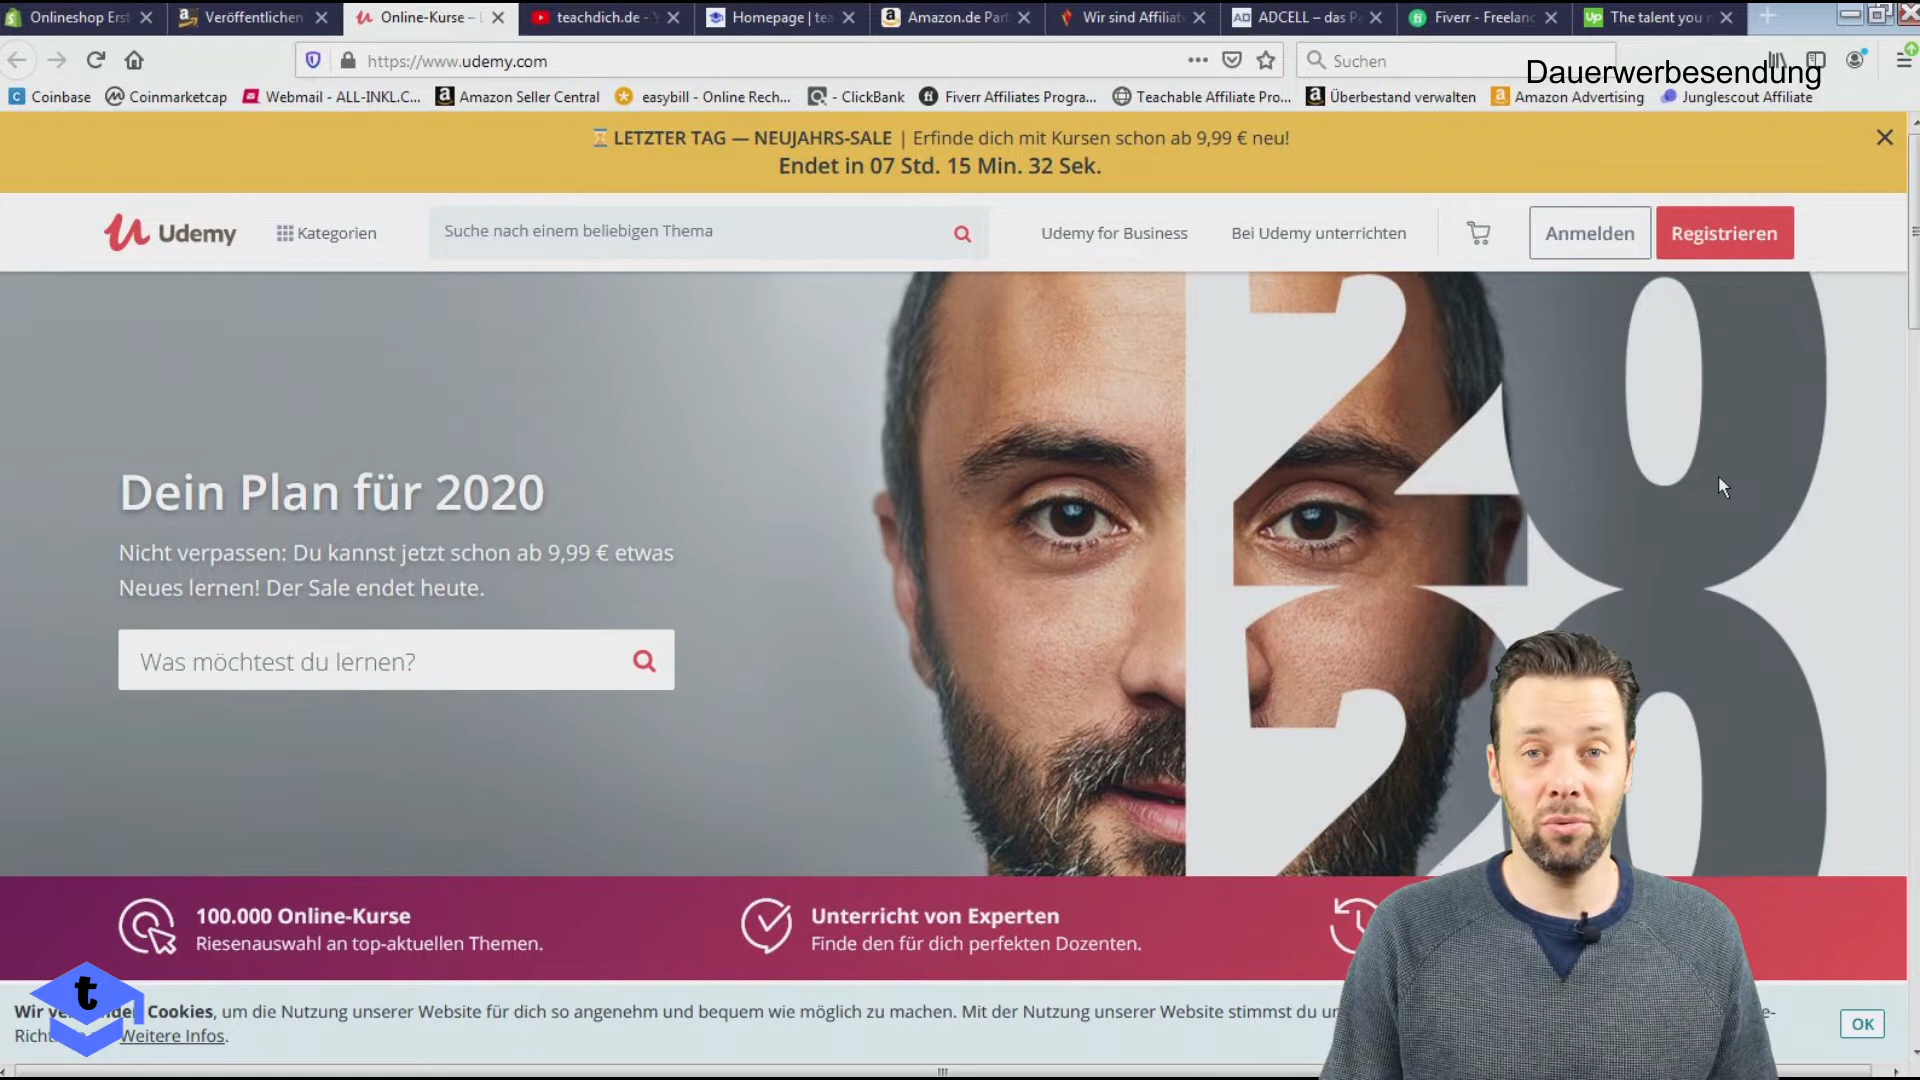 Onlineshop Erst
Veröffentlichen
Online-Kurse – L
teachdich.de - Y
Homepage | tea
Amazon.de Part
Wir sind Affiliat
ADCELL – das P
Fiverr - Freelanc
The talent you n
https://www.udemy.com
Suchen
Dauerwerbesendung
Coinbase
Coinmarketcap
Webmail - ALL-INKL.C...
Amazon Seller Central
easybill - Online Rech...
- ClickBank
Fiverr Affiliates Progra...
Teachable Affiliate Pro...
Überbestand verwalten
Amazon Advertising
Junglescout Affiliate
LETZTER TAG — NEUJAHRS-SALE | Erfinde dich mit Kursen schon ab 9,99 € neu!
Endet in 07 Std. 15 Min. 32 Sek.
Udemy
Kategorien
Suche nach einem beliebigen Thema
Udemy for Business
Bei Udemy unterrichten
Anmelden
Registrieren
20
20
Dein Plan für 2020
Nicht verpassen: Du kannst jetzt schon ab 9,99 € etwas
Neues lernen! Der Sale endet heute.
Was möchtest du lernen?
100.000 Online-Kurse
Riesenauswahl an top-aktuellen Themen.
Unterricht von Experten
Finde den für dich perfekten Dozenten.
t
Wir Cookies, um die Nutzung unserer Website für dich so angenehm und bequem wie möglich zu machen. Mit der Nutzung unserer Website stimmst du
Weitere Infos.
OK